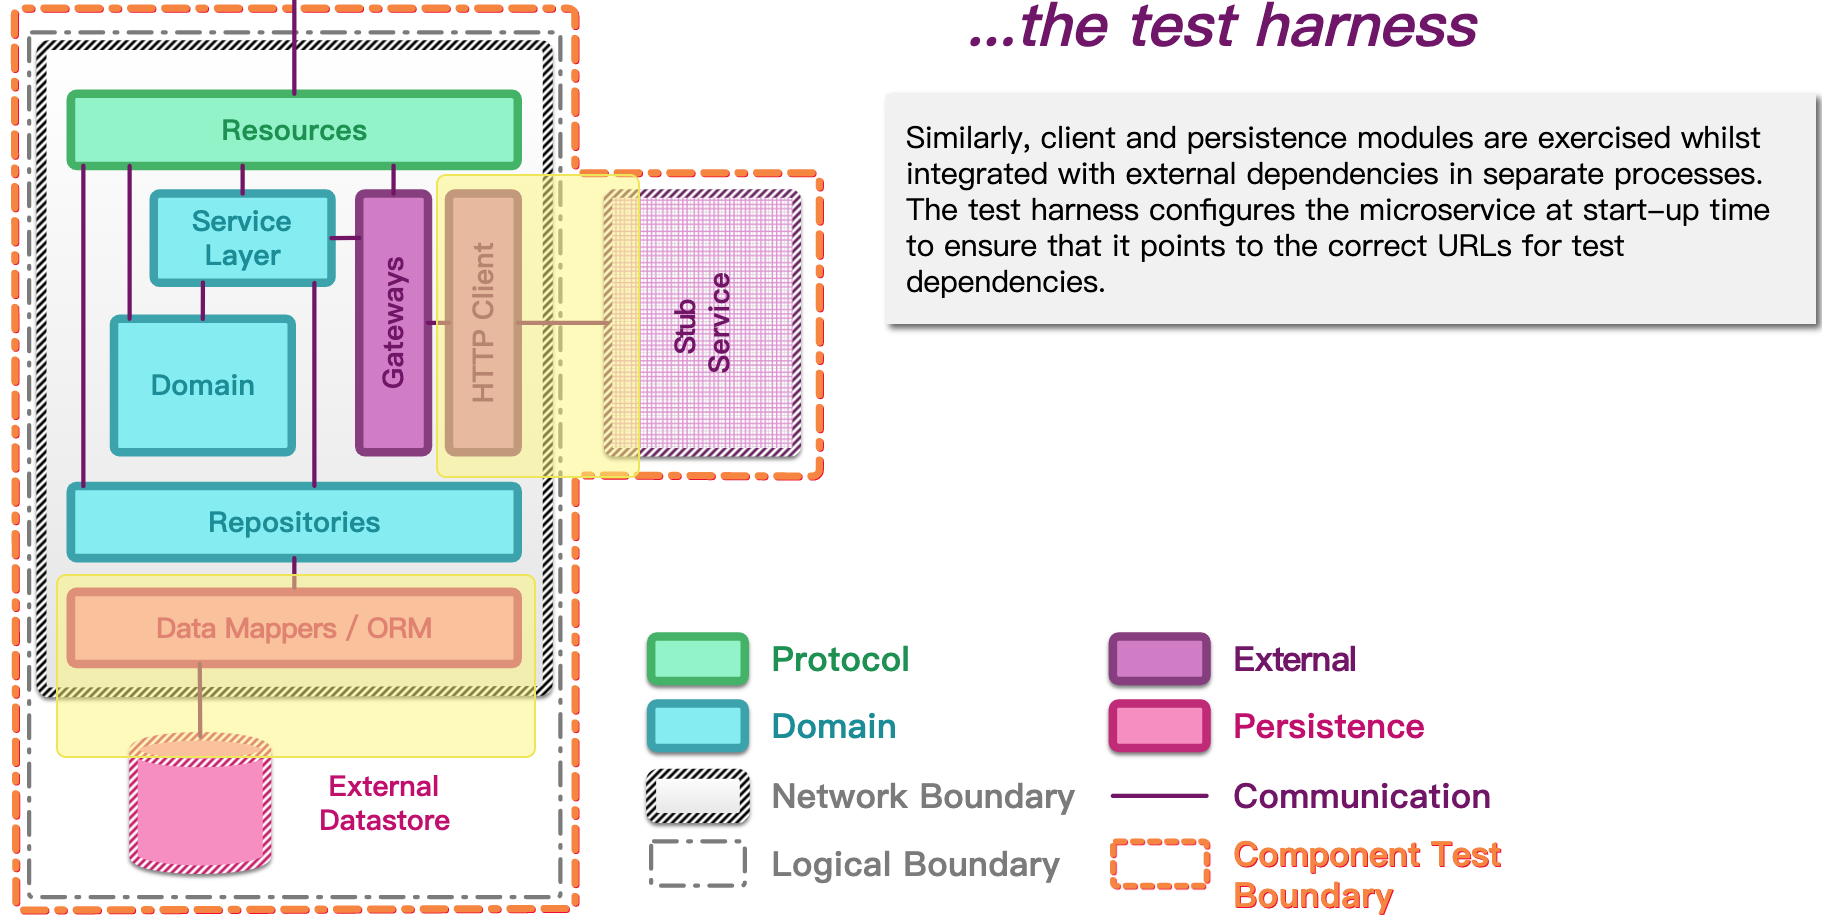 ...the test harness
Similarly, client and persistence modules are exercised whilst
integrated with external dependencies in separate processes.
The test harness configures the microservice at start-up time
to ensure that it points to the correct URLs for test
dependencies.
Resources
Service
Layer
Gateways
HTTP Client
Stub
Service
Domain
Repositories
Data Mappers / ORM
External
Datastore
Protocol
External
Domain
Persistence
Network Boundary
Communication
Logical Boundary
Component Test
Boundary